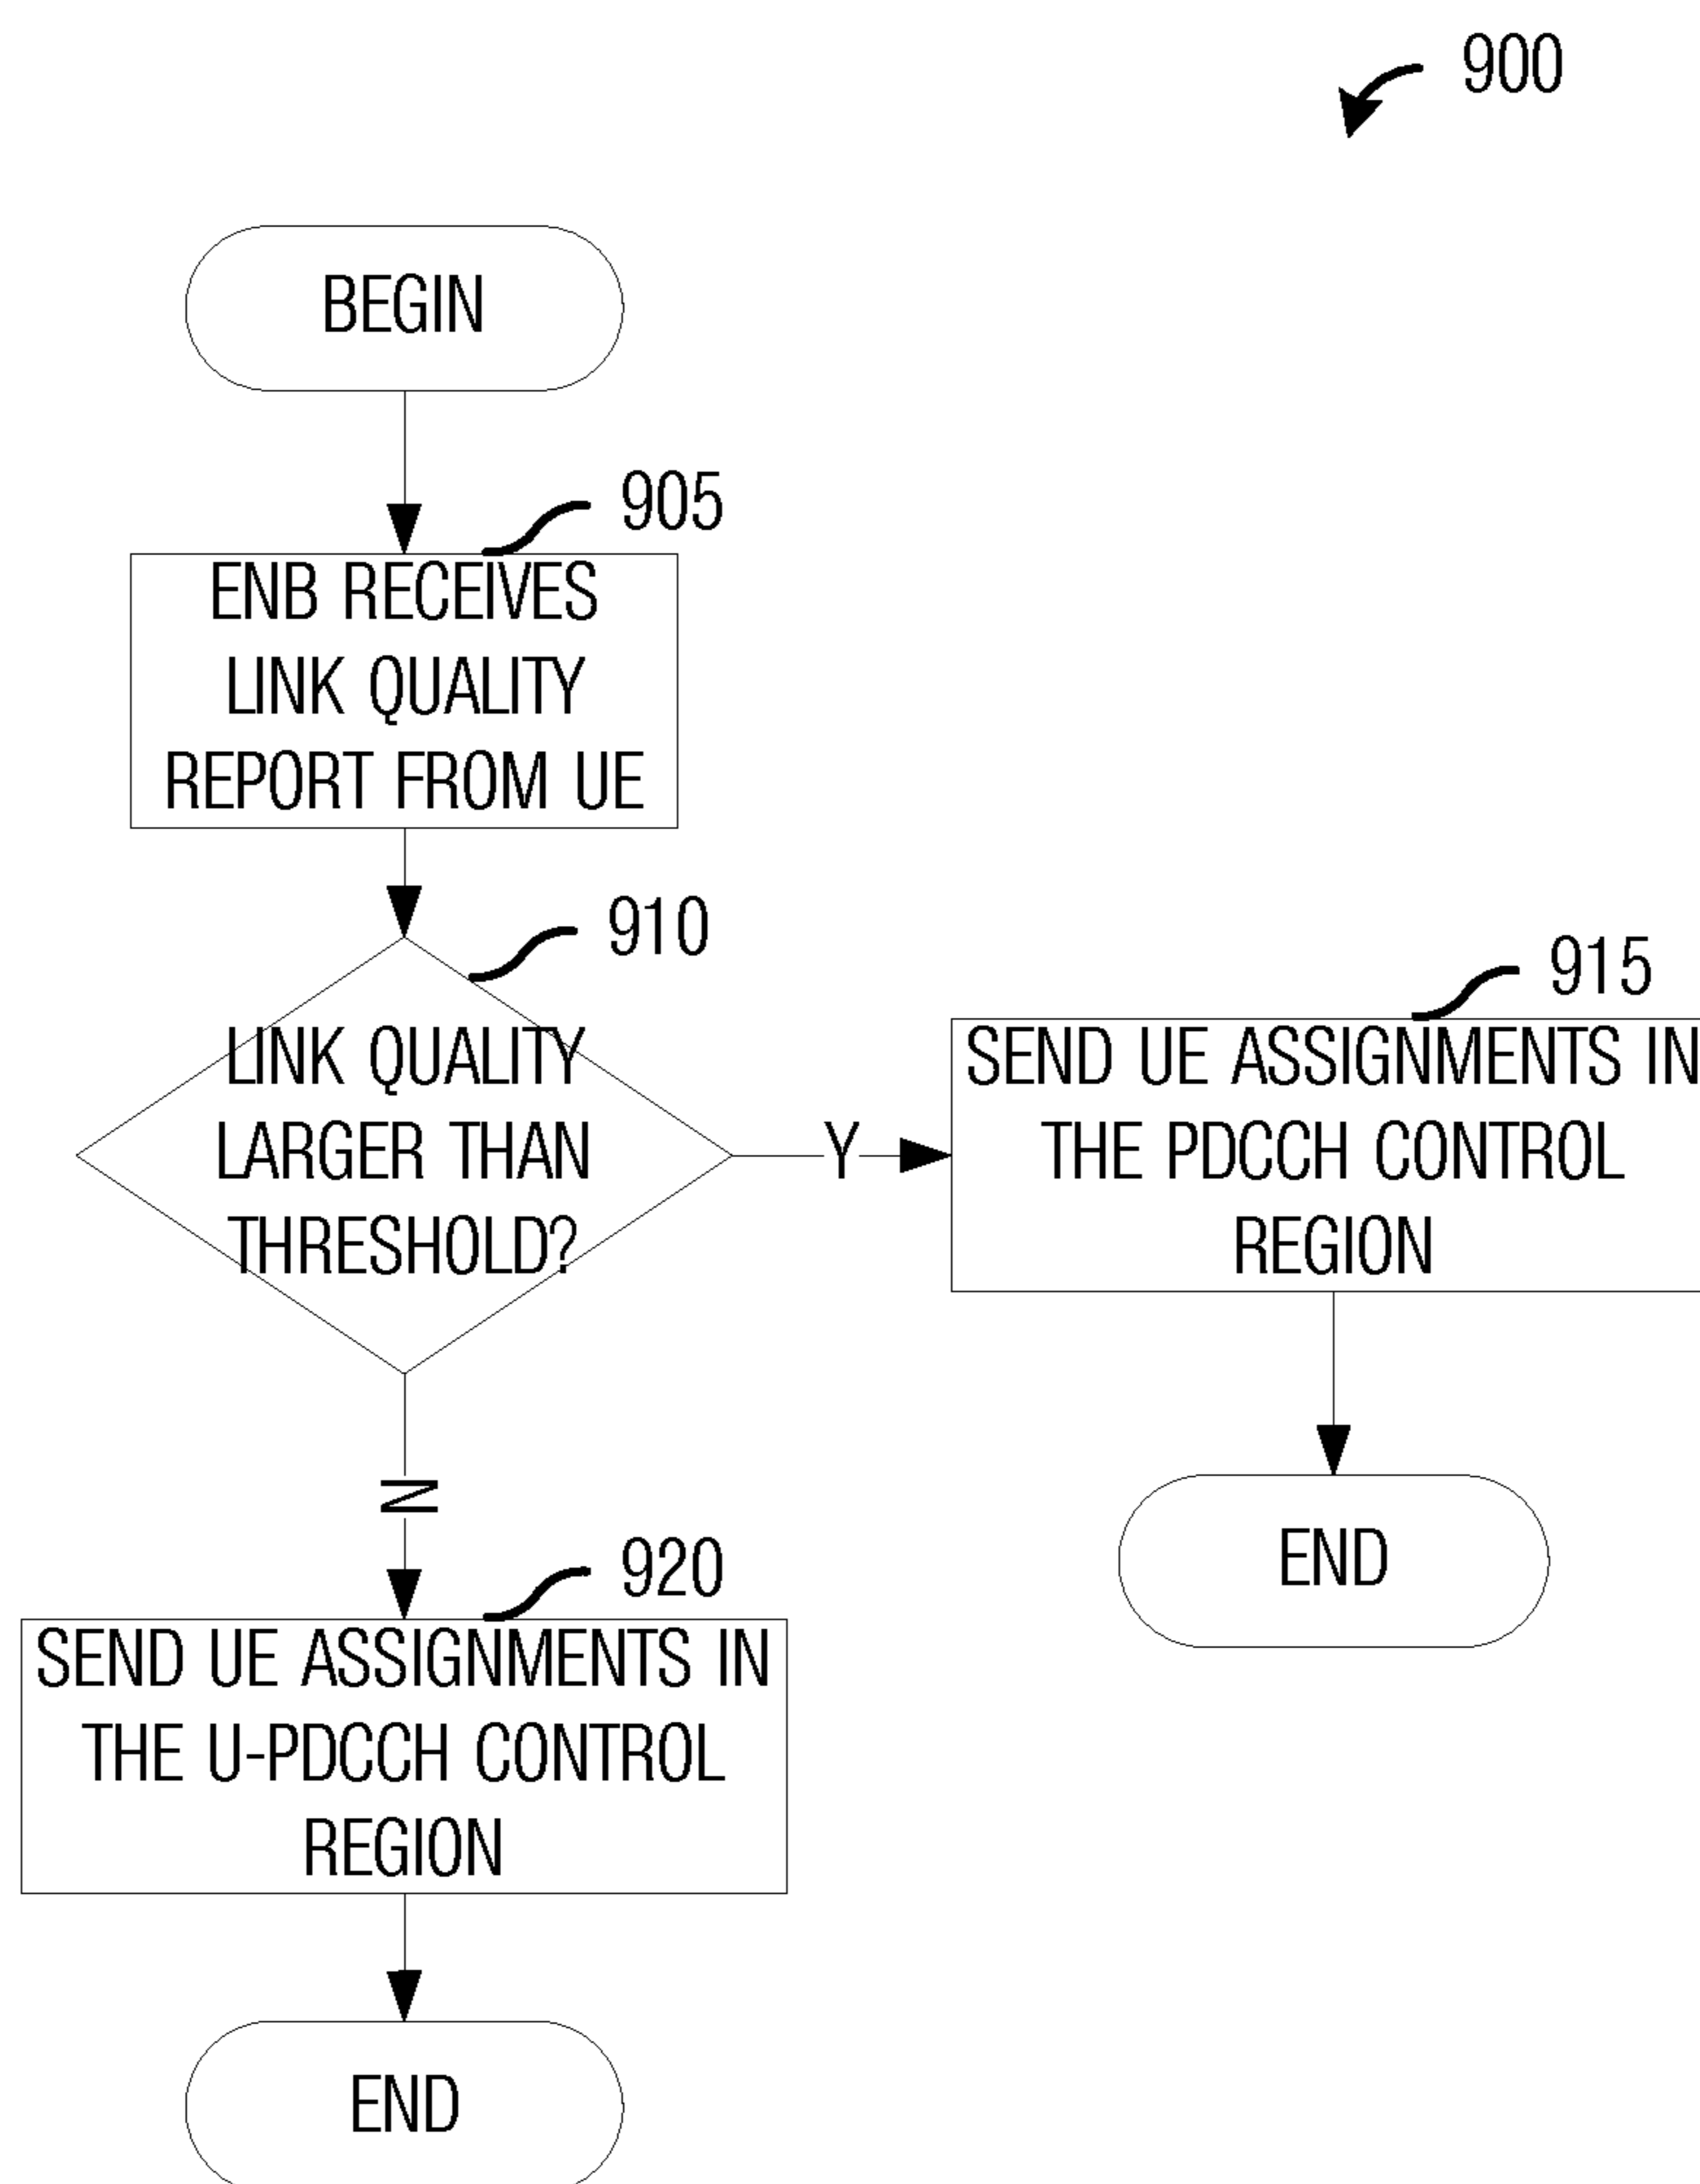 900
BEGIN
905
ENB RECEIVES
LINK QUALITY
REPORT FROM UE
910
LINK QUALITY
LARGER THAN
THRESHOLD?
Y
915
SEND UE ASSIGNMENTS IN
THE PDCCH CONTROL
REGION
END
N
920
SEND UE ASSIGNMENTS IN
THE U-PDCCH CONTROL
REGION
END